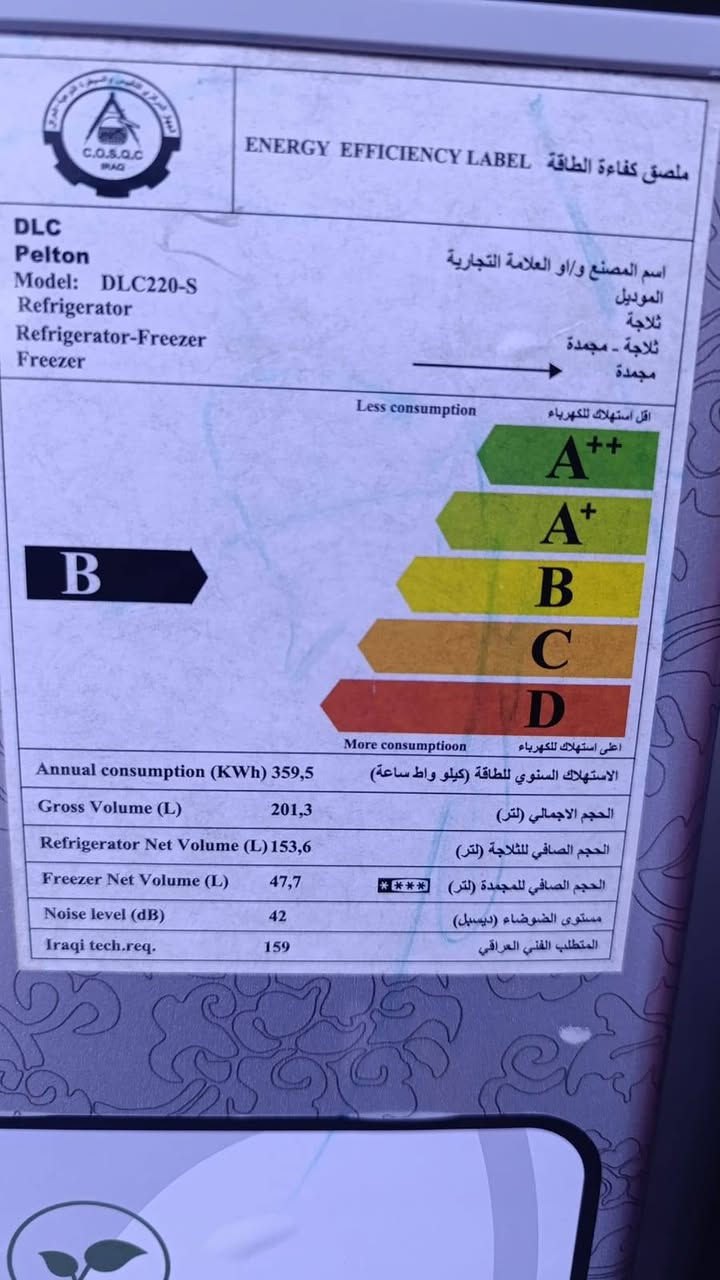 C.O.S.Q.C
IRAQ
ENERGY EFFICIENCY LABEL ملصق كفاءة الطاقة
DLC
Pelton اسم المصنع و/او العلامة التجارية
Model: DLC220-S الموديل
Refrigerator ثلاجة
Refrigerator-Freezer ثلاجة - مجمدة
Freezer مجمدة
Less consumption اقل استهلاك للكهرباء
A++
A+
B
B
C
D
More consumptioon اعلى استهلاك للكهرباء
Annual consumption (KWh) 359,5 الاستهلاك السنوي للطاقة (كيلو واط ساعة)
Gross Volume (L) 201,3 الحجم الاجمالي (لتر)
Refrigerator Net Volume (L) 153,6 الحجم الصافي للثلاجة (لتر)
Freezer Net Volume (L) 47,7 **** الحجم الصافي للمجمدة (لتر)
Noise level (dB) 42 مستوى الضوضاء (ديسبل)
Iraqi tech.req. 159 المتطلب الفني العراقي